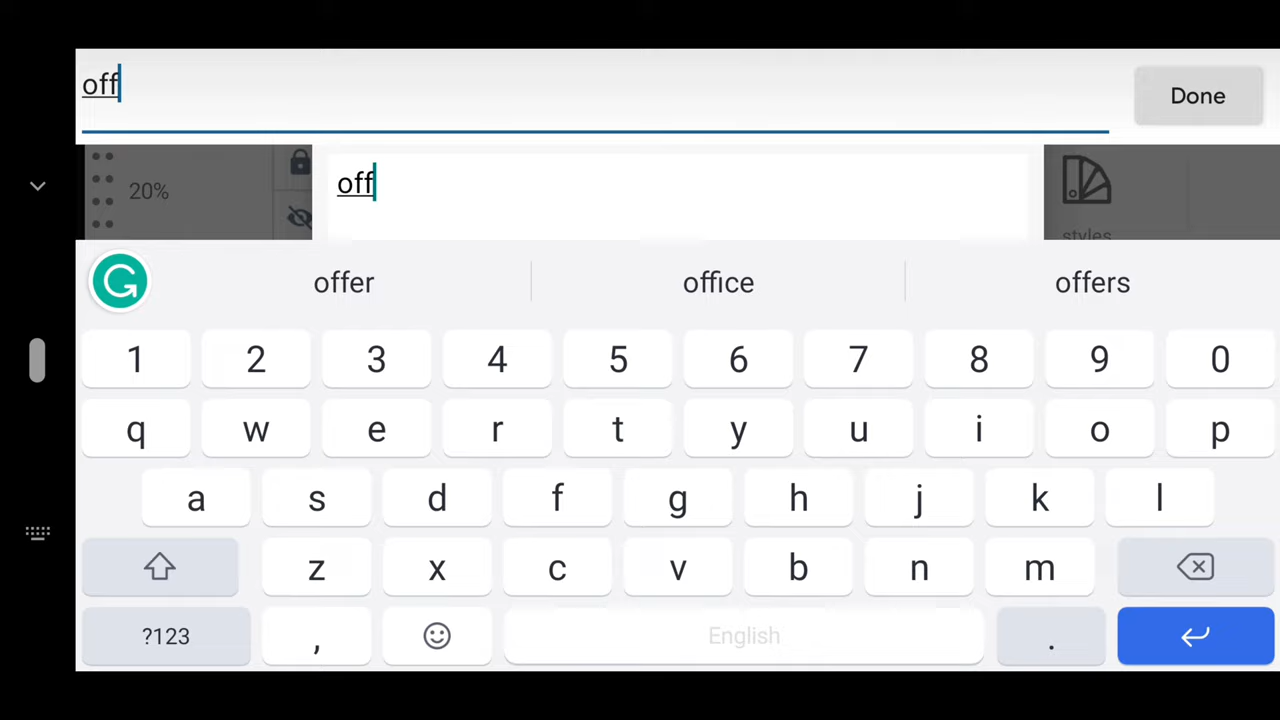 off
Done
20%
off
styles
offer office offers
1 2 3 4 5 6 7 8 9 0
q w e r t y u i o p
a s d f g h j k l
z x c v b n m
?123 , English .